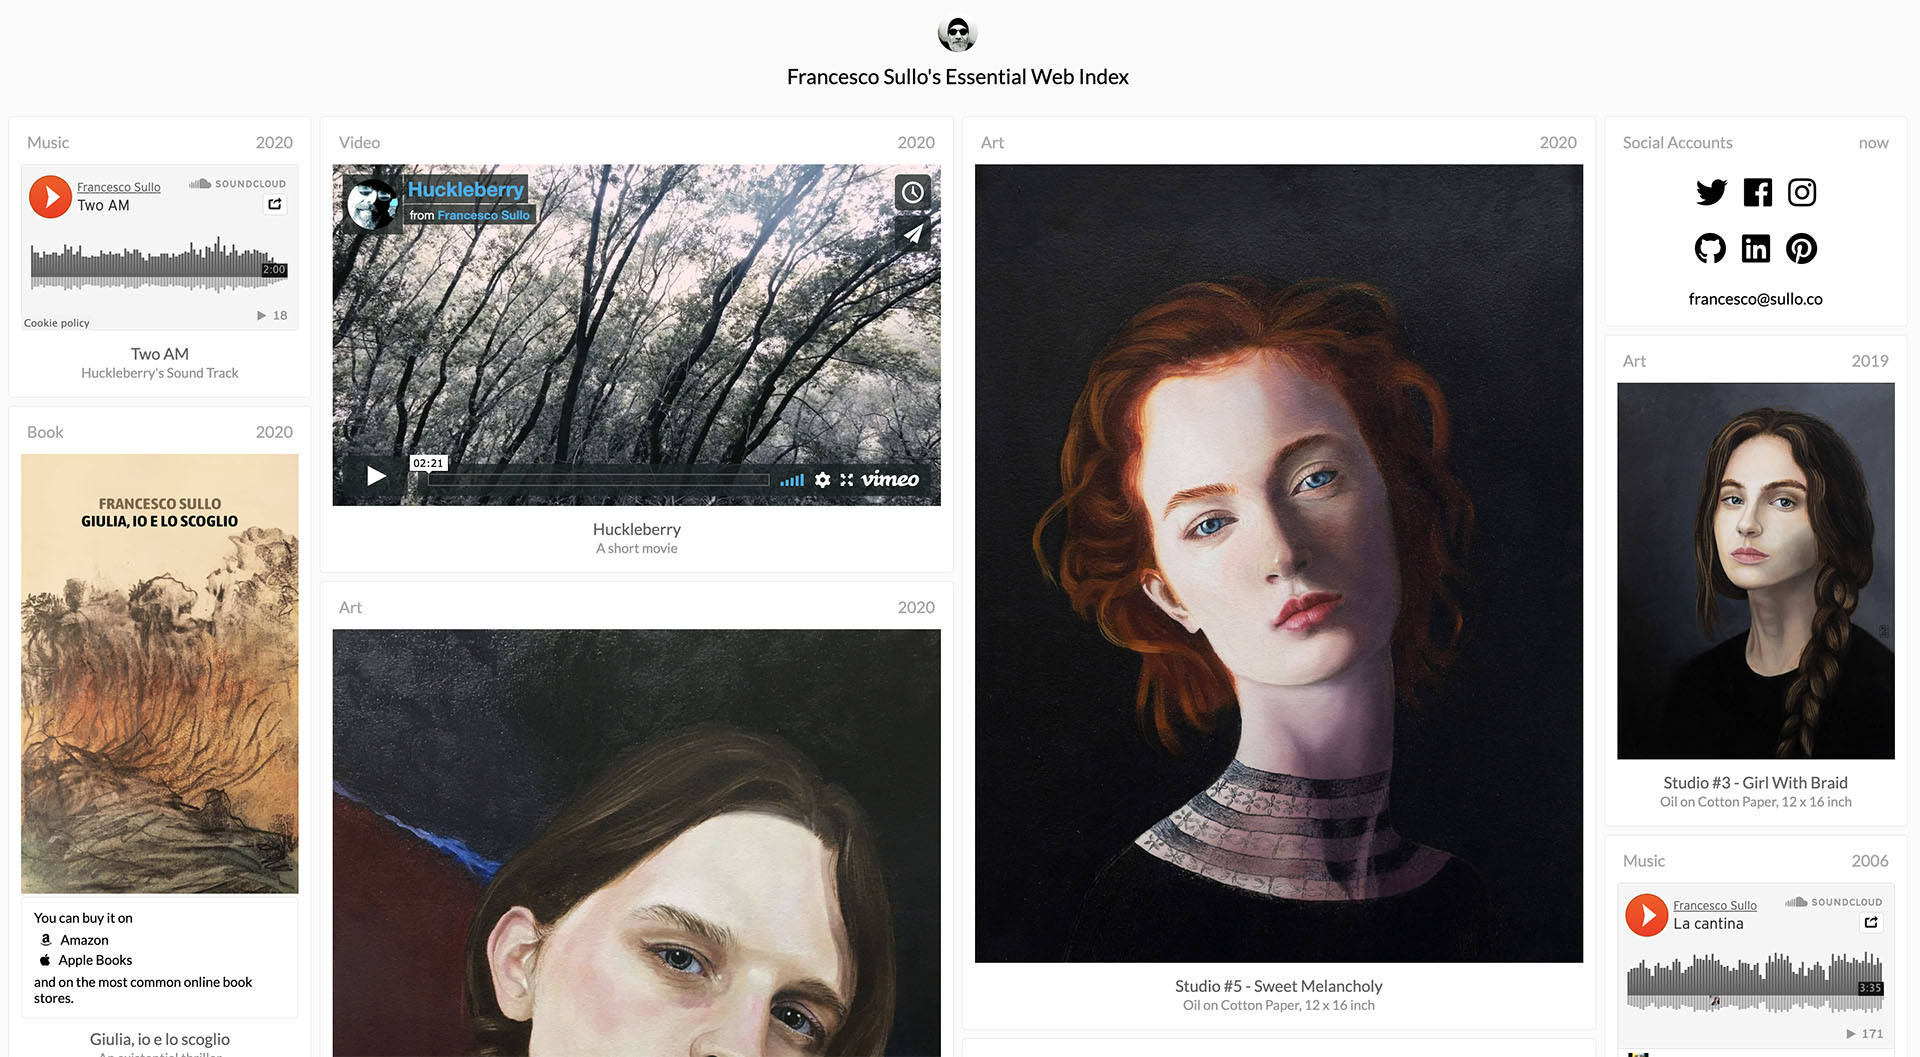 Francesco Sullo's Essential Web Index
Music 2020
Francesco Sullo
SOUNDCLOUD
Two AM
2:00
18
Cookie policy
Two AM
Huckleberry's Sound Track
Book 2020
FRANCESCO SULLO
GIULIA, IO E LO SCOGLIO
You can buy it on
Amazon
Apple Books
and on the most common online book
stores.
Giulia, io e lo scoglio
An existential thriller
Video 2020
Huckleberry
from Francesco Sullo
02:21
vimeo
Huckleberry
A short movie
Art 2020
Art 2020
Studio #5 - Sweet Melancholy
Oil on Cotton Paper, 12 x 16 inch
Social Accounts now
francesco@sullo.co
Art 2019
Studio #3 - Girl With Braid
Oil on Cotton Paper, 12 x 16 inch
Music 2006
Francesco Sullo
SOUNDCLOUD
La cantina
3:35
171